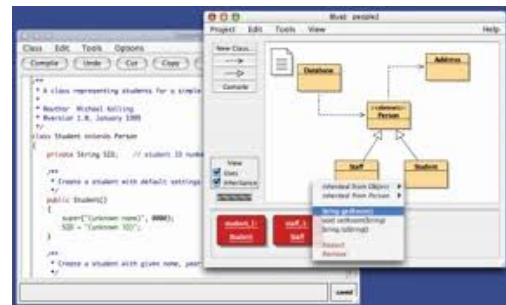 BlueJ: people2
Project Edit Tools View Help
New Class...
Compile
View
Uses
Inheritance
Database
Address
<<abstract>>
Person
Staff
Student
inherited from Object
inherited from Person
String getRoom()
void setRoom(String)
String toString()
Inspect
Remove
student_1:
Student
staff_1:
Staff
Class Edit Tools Options
Compile Undo Cut Copy
/**
* A class representing students for a simple
*
* @author Michael Kolling
* @version 1.0, January 1999
*/
class Student extends Person
{
private String SID; // student ID numb
/**
* Create a student with default settings
*/
public Student()
{
super("(unknown name)", 0000);
SID = "(unknown ID)";
}
/**
* Create a student with given name, year
*/
saved